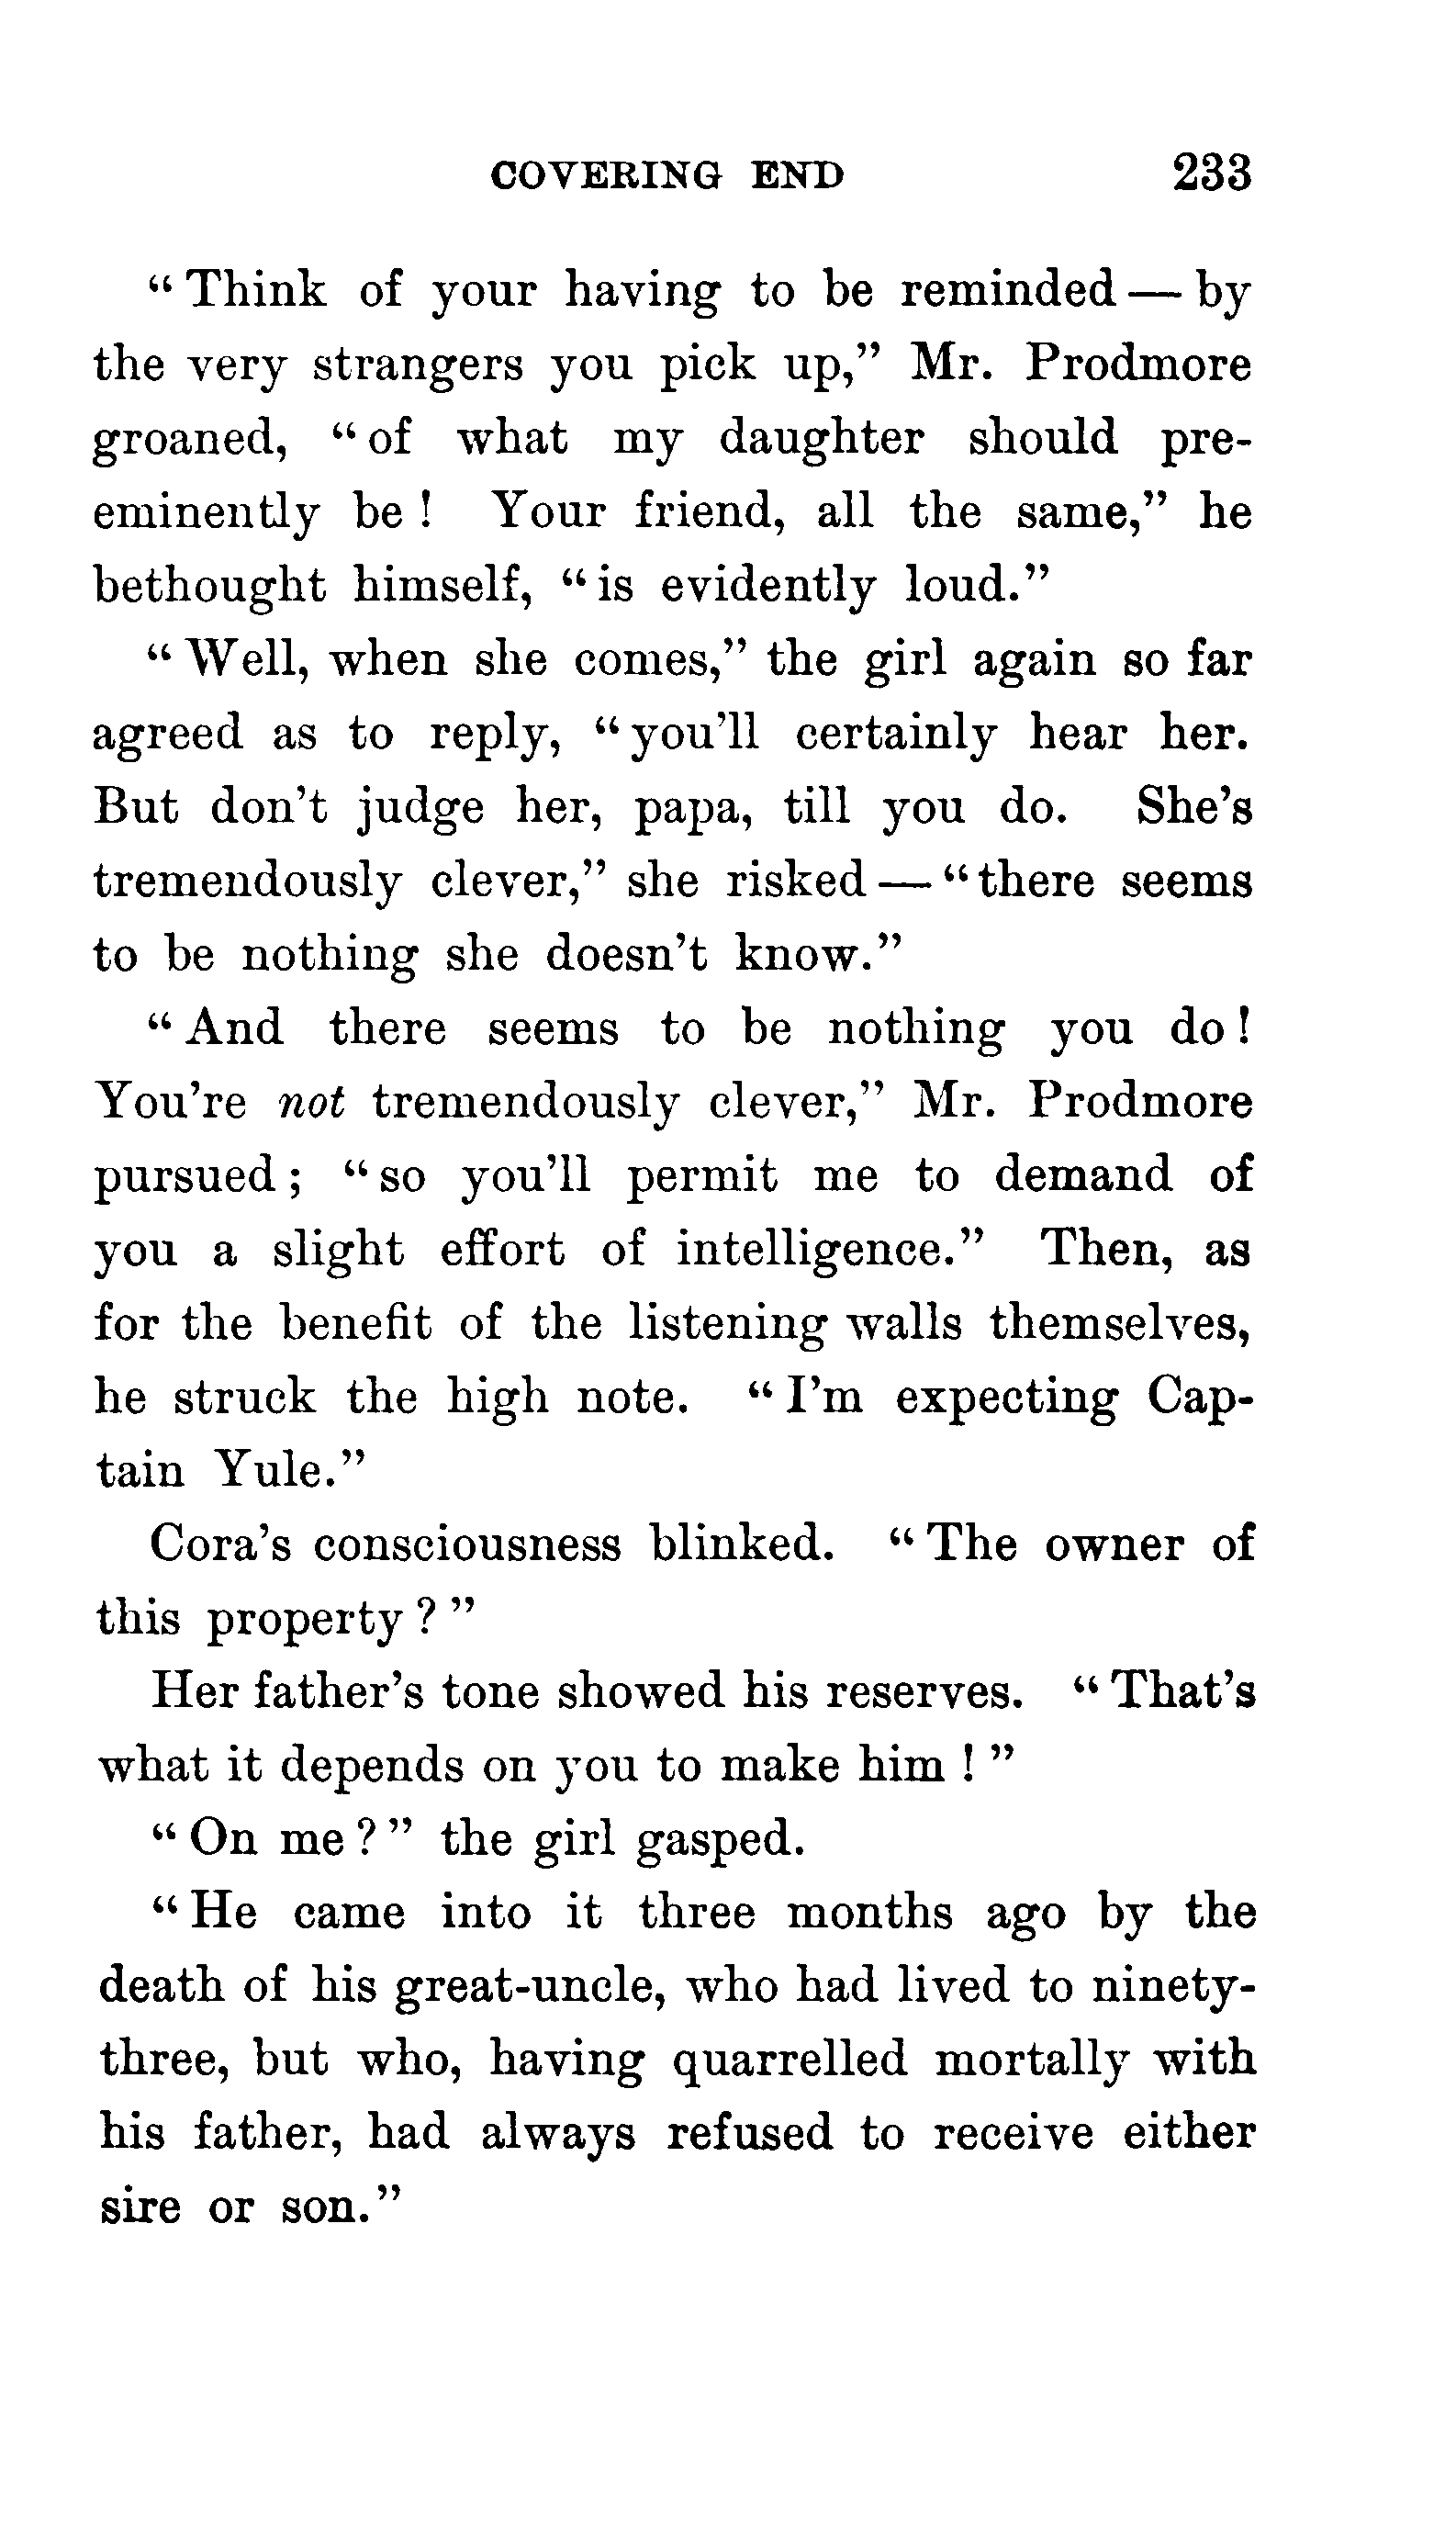 COVERING END 233
“Think of your having to be reminded—by
the very strangers you pick up,” Mr. Prodmore
groaned, “of what my daughter should pre-
eminently be! Your friend, all the same,” he
bethought himself, “is evidently loud.”
“Well, when she comes,” the girl again so far
agreed as to reply, “you’ll certainly hear her.
But don’t judge her, papa, till you do. She’s
tremendously clever,” she risked—“there seems
to be nothing she doesn’t know.”
“And there seems to be nothing you do!
You’re not tremendously clever,” Mr. Prodmore
pursued; “so you’ll permit me to demand of
you a slight effort of intelligence.” Then, as
for the benefit of the listening walls themselves,
he struck the high note. “I’m expecting Cap-
tain Yule.”
Cora’s consciousness blinked. “The owner of
this property?”
Her father’s tone showed his reserves. “That’s
what it depends on you to make him!”
“On me?” the girl gasped.
“He came into it three months ago by the
death of his great-uncle, who had lived to ninety-
three, but who, having quarrelled mortally with
his father, had always refused to receive either
sire or son.”